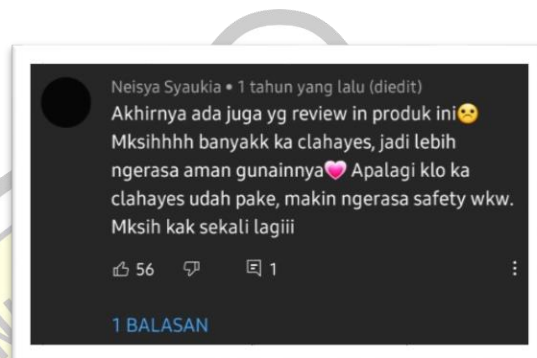 Neisya Syaukia • 1 tahun yang lalu (diedit)
Akhirnya ada juga yg review in produk ini☹️
Mksihhhh banyakk ka clahayes, jadi lebih
ngerasa aman gunainnya💗 Apalagi klo ka
clahayes udah pake, makin ngerasa safety wkw.
Mksih kak sekali lagiii
56 1
1 BALASAN